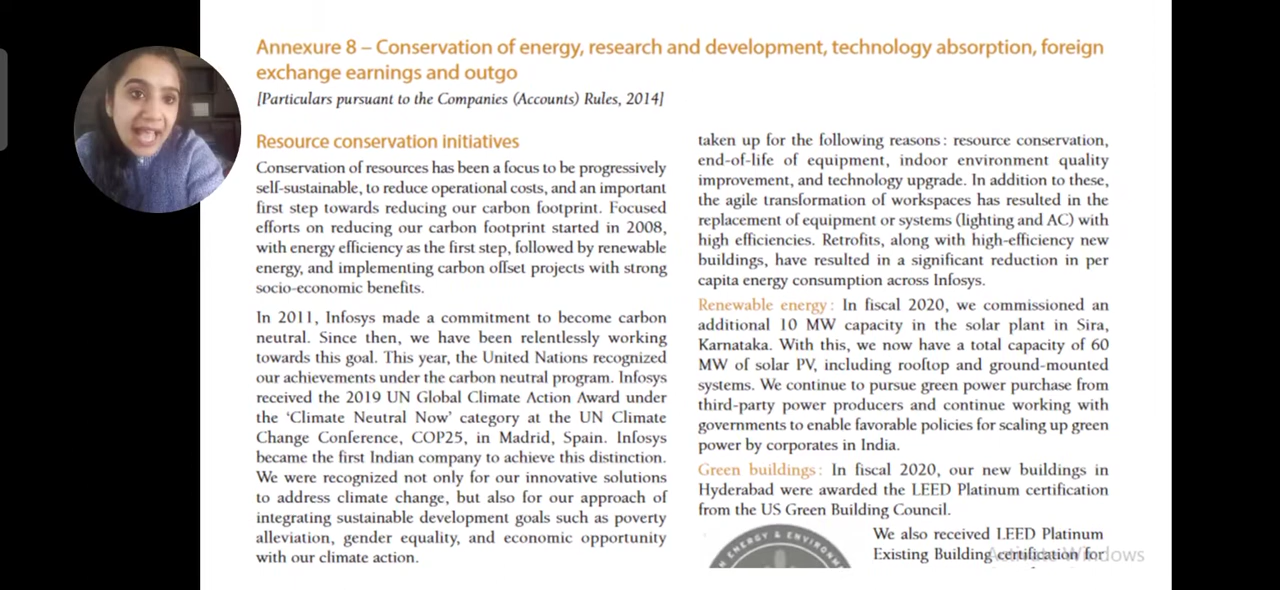 Annexure 8 – Conservation of energy, research and development, technology absorption, foreign
exchange earnings and outgo
[Particulars pursuant to the Companies (Accounts) Rules, 2014]
Resource conservation initiatives
Conservation of resources has been a focus to be progressively
self-sustainable, to reduce operational costs, and an important
first step towards reducing our carbon footprint. Focused
efforts on reducing our carbon footprint started in 2008,
with energy efficiency as the first step, followed by renewable
energy, and implementing carbon offset projects with strong
socio-economic benefits.
In 2011, Infosys made a commitment to become carbon
neutral. Since then, we have been relentlessly working
towards this goal. This year, the United Nations recognized
our achievements under the carbon neutral program. Infosys
received the 2019 UN Global Climate Action Award under
the ‘Climate Neutral Now’ category at the UN Climate
Change Conference, COP25, in Madrid, Spain. Infosys
became the first Indian company to achieve this distinction.
We were recognized not only for our innovative solutions
to address climate change, but also for our approach of
integrating sustainable development goals such as poverty
alleviation, gender equality, and economic opportunity
with our climate action.
taken up for the following reasons: resource conservation,
end-of-life of equipment, indoor environment quality
improvement, and technology upgrade. In addition to these,
the agile transformation of workspaces has resulted in the
replacement of equipment or systems (lighting and AC) with
high efficiencies. Retrofits, along with high-efficiency new
buildings, have resulted in a significant reduction in per
capita energy consumption across Infosys.
Renewable energy: In fiscal 2020, we commissioned an
additional 10 MW capacity in the solar plant in Sira,
Karnataka. With this, we now have a total capacity of 60
MW of solar PV, including rooftop and ground-mounted
systems. We continue to pursue green power purchase from
third-party power producers and continue working with
governments to enable favorable policies for scaling up green
power by corporates in India.
Green buildings: In fiscal 2020, our new buildings in
Hyderabad were awarded the LEED Platinum certification
from the US Green Building Council.
We also received LEED Platinum
Existing Building certification for
ENERGY & ENVIRONM
Activate Windows